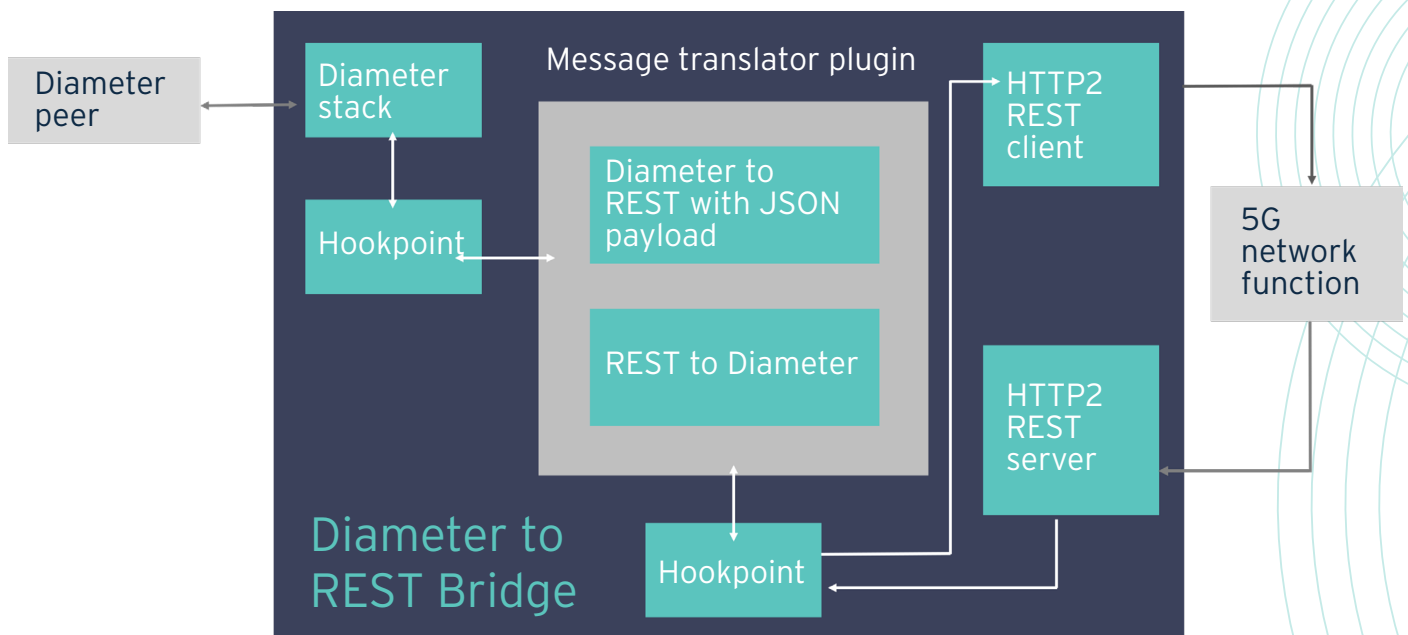 Diameter
peer
Diameter
stack
Hookpoint
Message translator plugin
Diameter to
REST with JSON
payload
REST to Diameter
Hookpoint
HTTP2
REST
client
5G
network
function
HTTP2
REST
server
Diameter to
REST Bridge